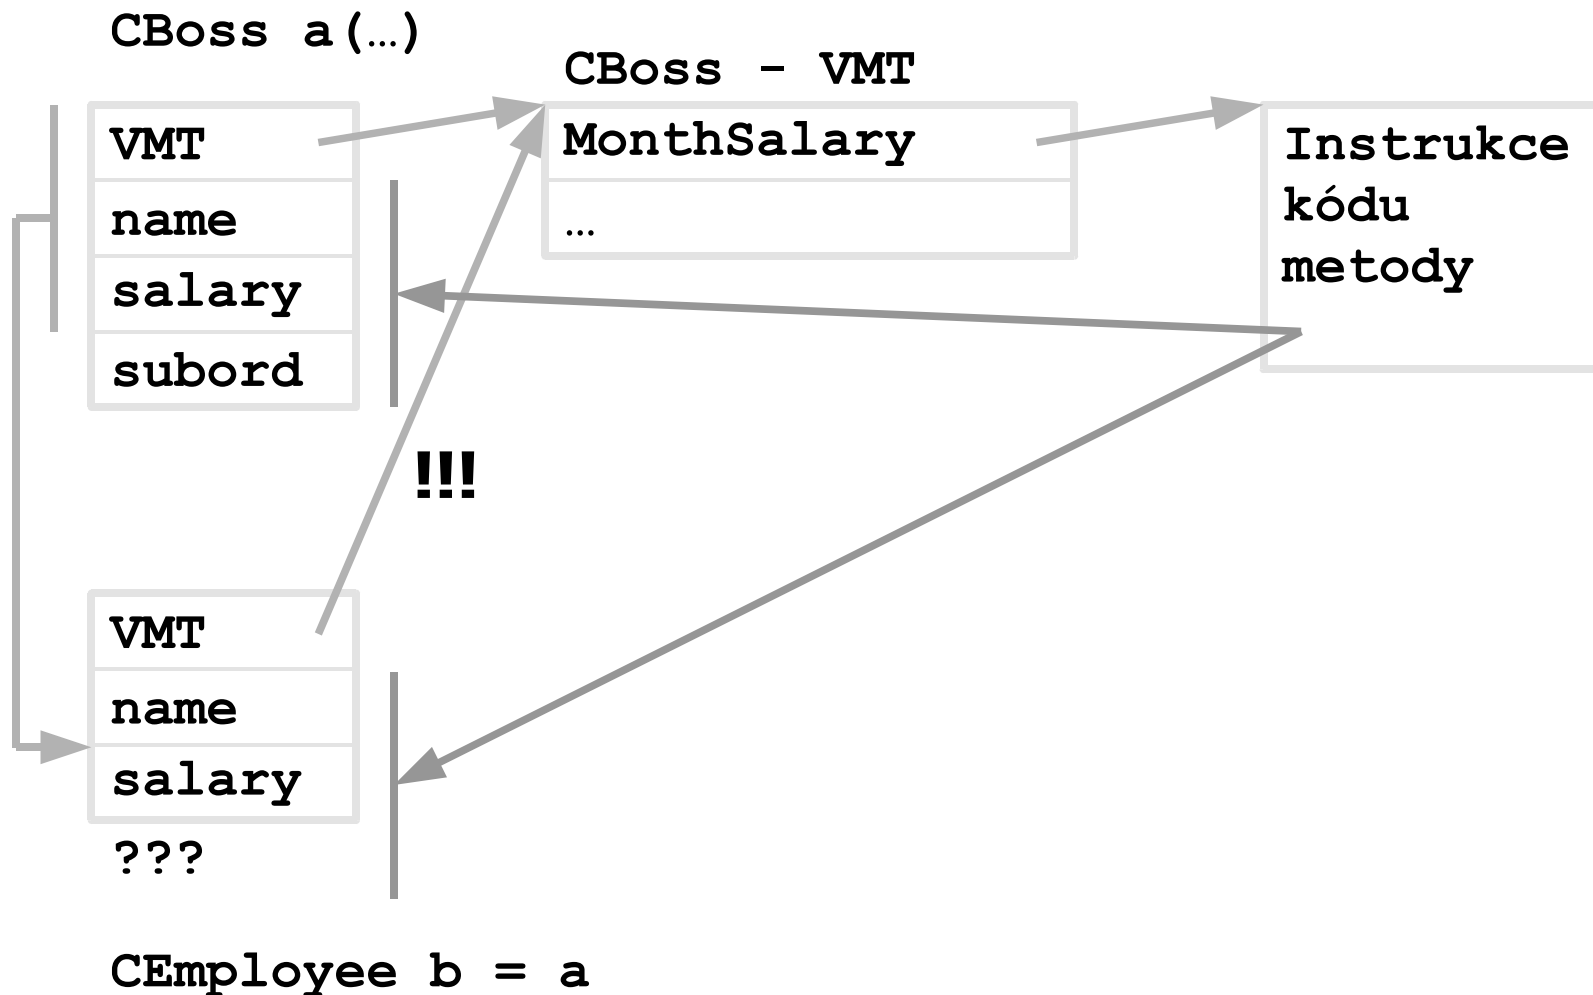 CBoss a(…)
VMT
name
salary
subord
CBoss - VMT
MonthSalary
…
Instrukce
kódu
metody
!!!
VMT
name
salary
???
CEmployee b = a